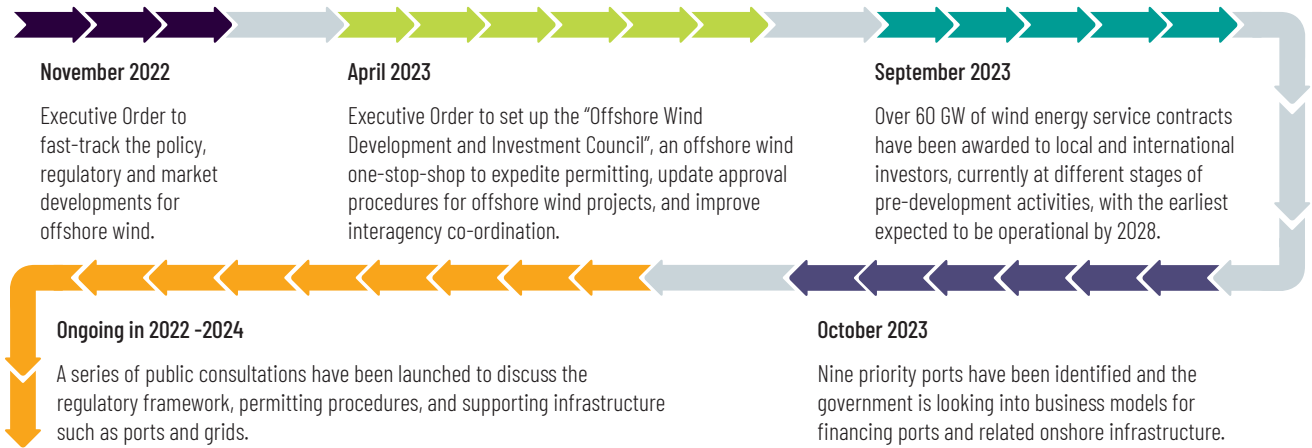 November 2022
Executive Order to
fast-track the policy,
regulatory and market
developments for
offshore wind.
April 2023
Executive Order to set up the “Offshore Wind
Development and Investment Council”, an offshore wind
one-stop-shop to expedite permitting, update approval
procedures for offshore wind projects, and improve
interagency co-ordination.
September 2023
Over 60 GW of wind energy service contracts
have been awarded to local and international
investors, currently at different stages of
pre-development activities, with the earliest
expected to be operational by 2028.
October 2023
Nine priority ports have been identified and the
government is looking into business models for
financing ports and related onshore infrastructure.
Ongoing in 2022 -2024
A series of public consultations have been launched to discuss the
regulatory framework, permitting procedures, and supporting infrastructure
such as ports and grids.